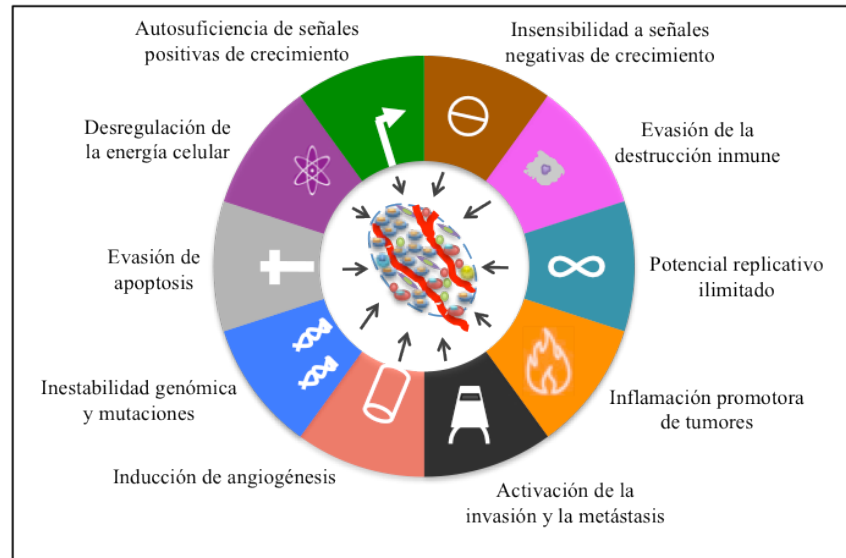 Autosuficiencia de señales
positivas de crecimiento
Insensibilidad a señales
negativas de crecimiento
Desregulación de
la energía celular
Evasión de la
destrucción inmune
Evasión de
apoptosis
Potencial replicativo
ilimitado
Inestabilidad genómica
y mutaciones
Inflamación promotora
de tumores
Inducción de angiogénesis
Activación de la
invasión y la metástasis